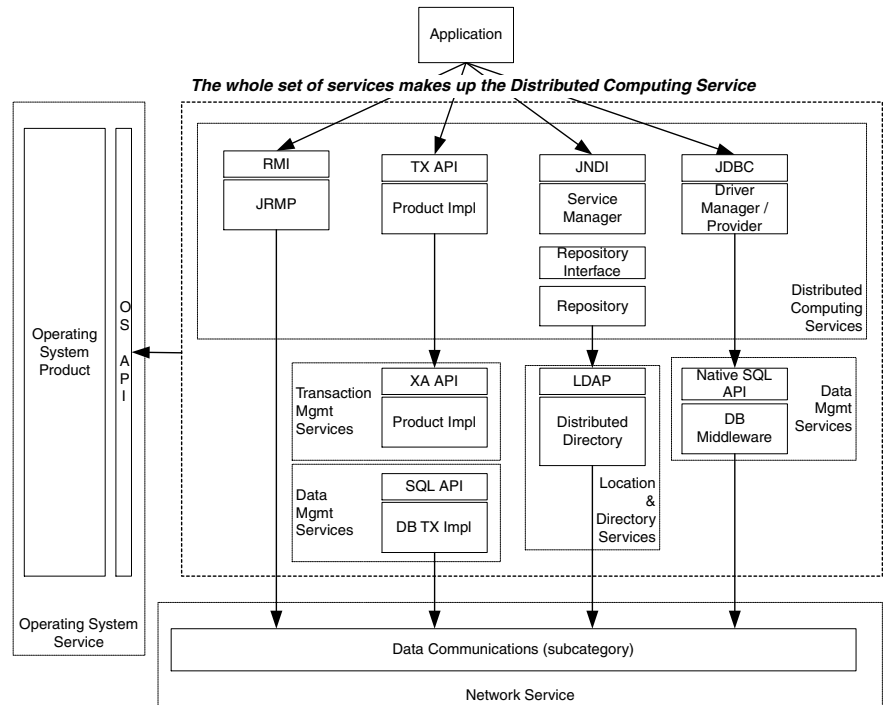 Application
The whole set of services makes up the Distributed Computing Service
RMI
JRMP
TX API
Product Impl
JNDI
Service
Manager
Repository
Interface
Repository
JDBC
Driver
Manager /
Provider
Distributed
Computing
Services
Operating
System
Product
OS API
Operating System
Service
Transaction
Mgmt
Services
XA API
Product Impl
Data
Mgmt
Services
SQL API
DB TX Impl
LDAP
Distributed
Directory
Location
&
Directory
Services
Native SQL
API
DB
Middleware
Data
Mgmt
Services
Data Communications (subcategory)
Network Service